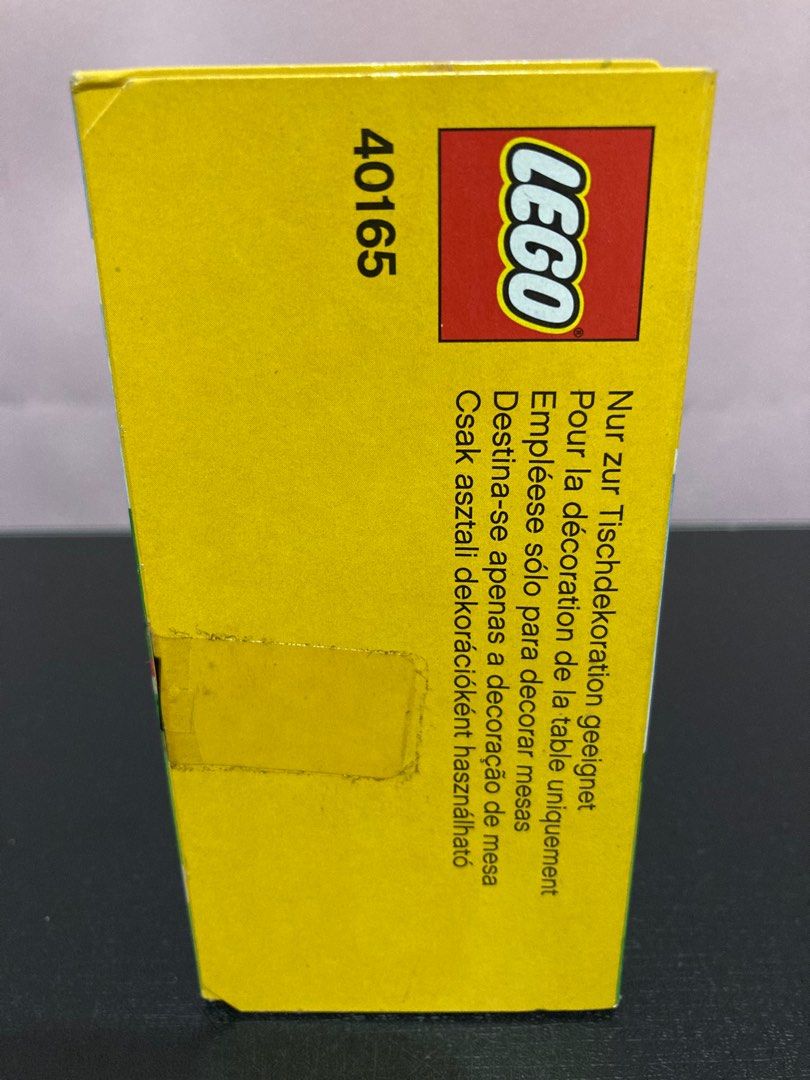 LEGO®
40165
Nur zur Tischdekoration geeignet
Pour la décoration de la table uniquement
Empléese sólo para decorar mesas
Destina-se apenas a decoração de mesa
Csak asztali dekorációként használható